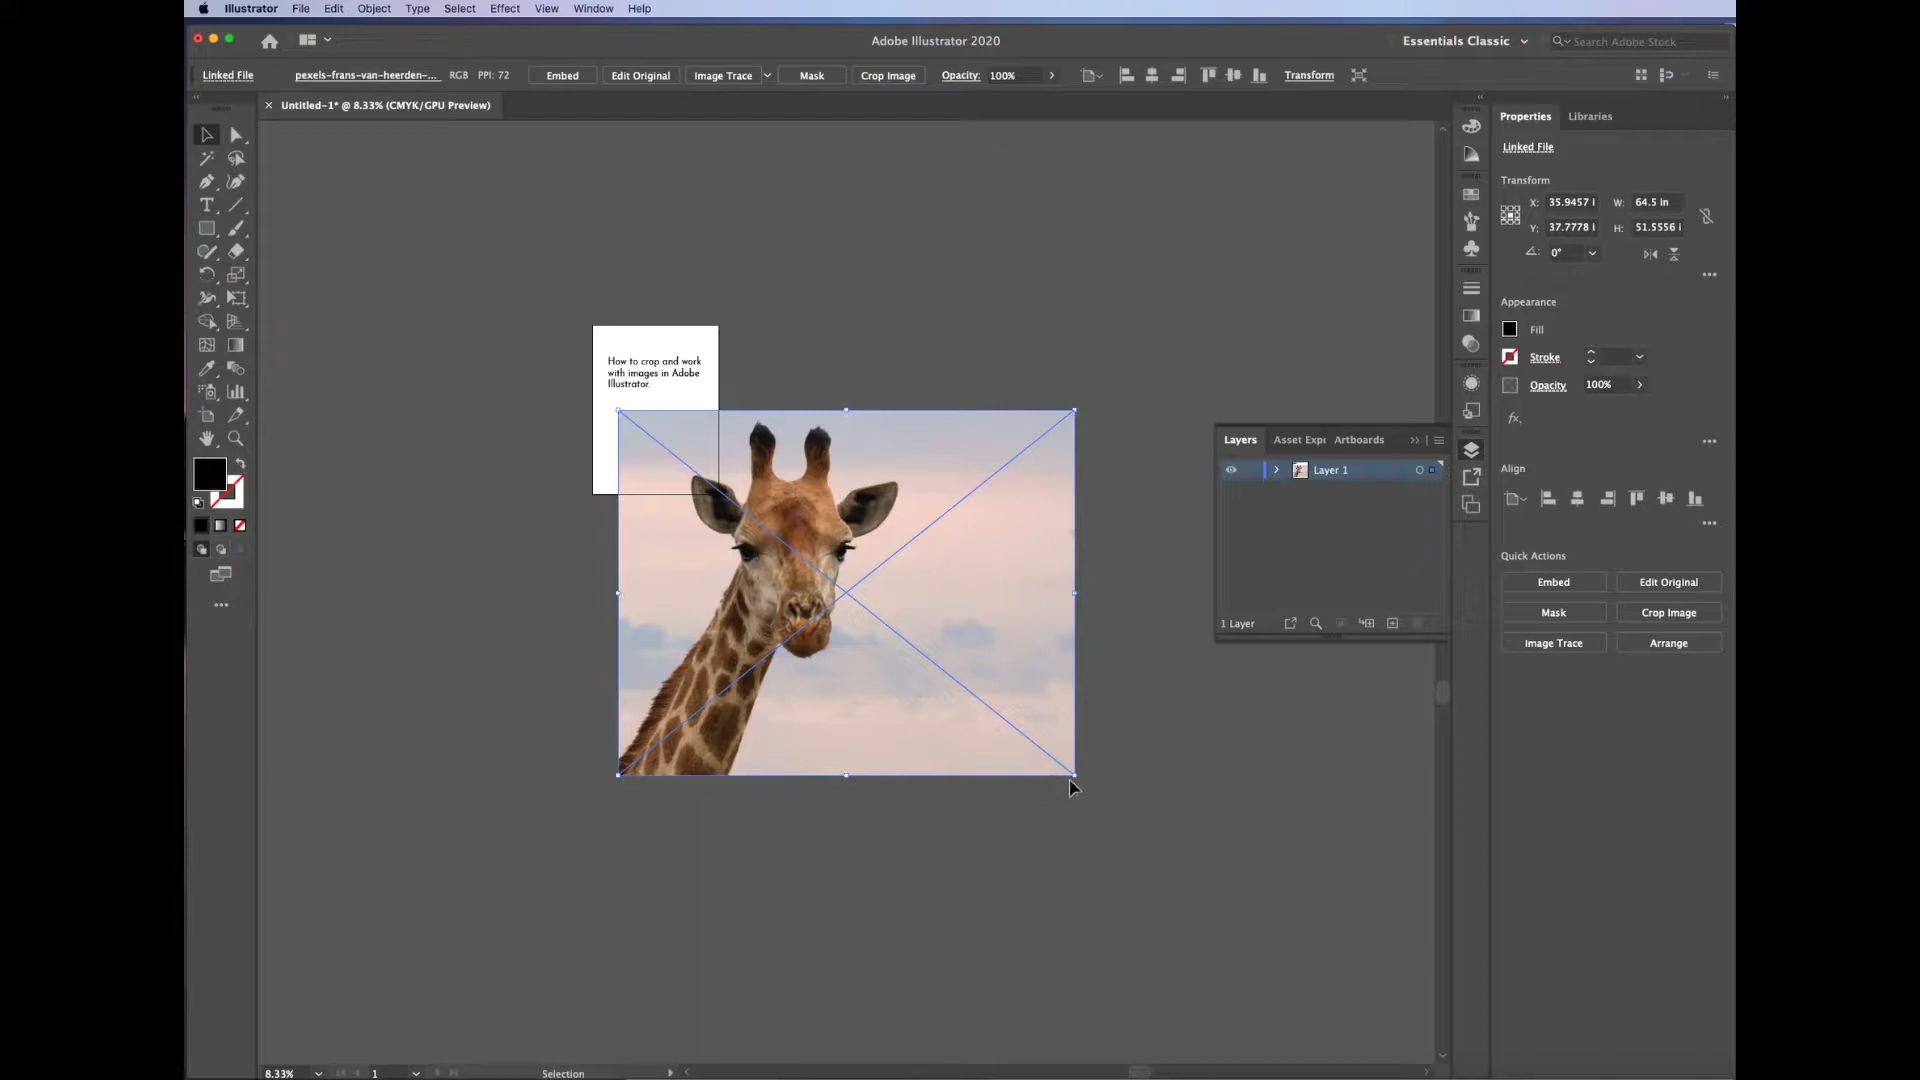 Illustrator File Edit Object Type Select Effect View Window Help
Adobe Illustrator 2020
Essentials Classic
Search Adobe Stock
Linked File pexels-frans-van-heerden-... RGB PPI: 72 Embed Edit Original Image Trace Mask Crop Image Opacity: 100% Transform
× Untitled-1* @ 8.33% (CMYK/GPU Preview)
Properties Libraries
Linked File
Transform
X: 35.9457 i W: 64.5 in
Y: 37.7778 i H: 51.5556 i
0°
Appearance
Fill
Stroke
Opacity 100%
fx.
Align
Quick Actions
Embed Edit Original
Mask Crop Image
Image Trace Arrange
How to crop and work
with images in Adobe
Illustrator.
Layers Asset Expo Artboards
Layer 1
1 Layer
8.33% 1 Selection